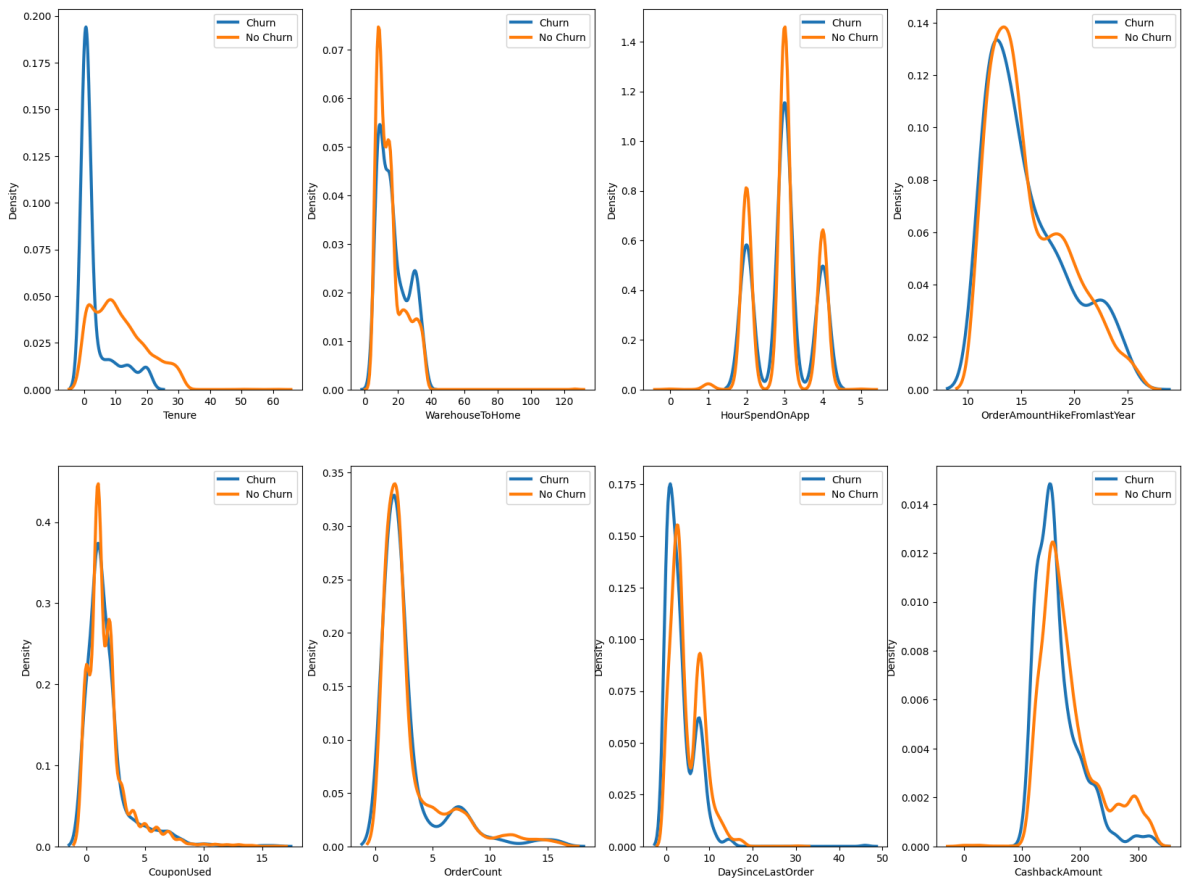 Churn
No Churn
Density
0.200
0.175
0.150
0.125
0.100
0.075
0.050
0.025
0.000
0 10 20 30 40 50 60
Tenure
Churn
No Churn
Density
0.07
0.06
0.05
0.04
0.03
0.02
0.01
0.00
0 20 40 60 80 100 120
WarehouseToHome
Churn
No Churn
Density
1.4
1.2
1.0
0.8
0.6
0.4
0.2
0.0
0 1 2 3 4 5
HourSpendOnApp
Churn
No Churn
Density
0.14
0.12
0.10
0.08
0.06
0.04
0.02
0.00
10 15 20 25
OrderAmountHikeFromlastYear
Churn
No Churn
Density
0.4
0.3
0.2
0.1
0.0
0 5 10 15
CouponUsed
Churn
No Churn
Density
0.35
0.30
0.25
0.20
0.15
0.10
0.05
0.00
0 5 10 15
OrderCount
Churn
No Churn
Density
0.175
0.150
0.125
0.100
0.075
0.050
0.025
0.000
0 10 20 30 40 50
DaySinceLastOrder
Churn
No Churn
Density
0.014
0.012
0.010
0.008
0.006
0.004
0.002
0.000
0 100 200 300
CashbackAmount